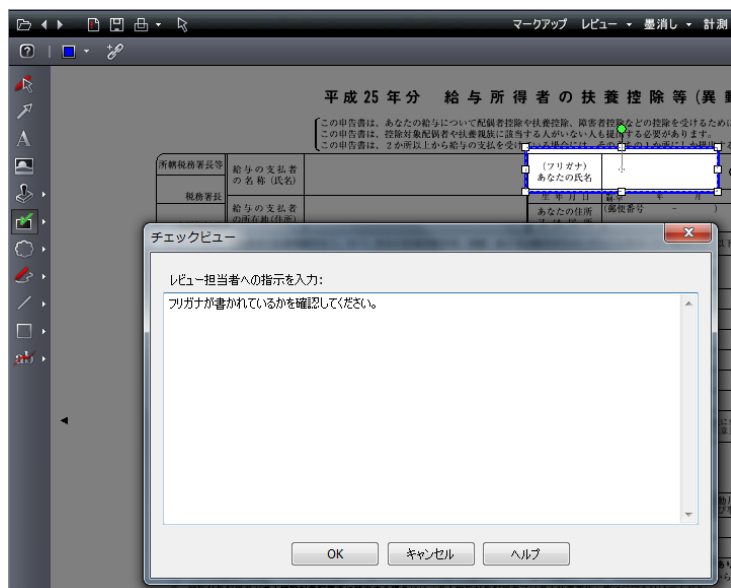 マークアップ レビュー 墨消し 計測
平成 25 年分 給与所得者の扶養控除等(異
この申告書は、あなたの給与について配偶者控除や扶養控除、障害者控除などの控除を受けるために
この申告書は、控除対象配偶者や扶養親族に該当する人がいない人も提出する必要があります。
この申告書は、2か所以上から給与の支払を受け
所轄税務署長等
給与の支払者
の名称(氏名)
(フリガナ)
あなたの氏名
税務署長
給与の支払者
の所在地(住所)
生年月日
年 月
あなたの住所
(郵便番号 - )
チェックビュー
レビュー担当者への指示を入力:
フリガナが書かれているかを確認してください。
OK キャンセル ヘルプ